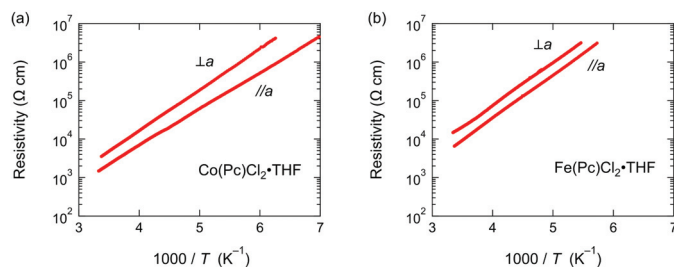 (a)
10⁷
10⁶
10⁵
10⁴
10³
10²
Resistivity (Ω cm)
⊥a
//a
Co(Pc)Cl₂•THF
3 4 5 6 7
1000 / T (K⁻¹)
(b)
10⁷
10⁶
10⁵
10⁴
10³
10²
Resistivity (Ω cm)
⊥a
//a
Fe(Pc)Cl₂•THF
3 4 5 6 7
1000 / T (K⁻¹)